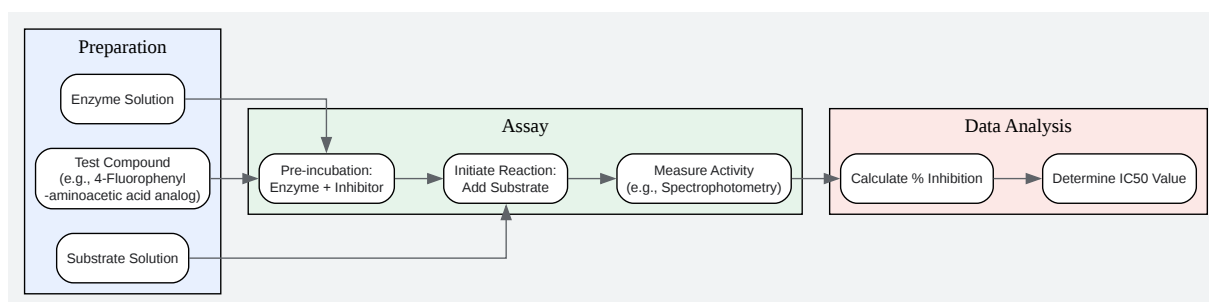 Preparation
Enzyme Solution
Test Compound
(e.g., 4-Fluorophenyl
-aminoacetic acid analog)
Substrate Solution
Assay
Pre-incubation:
Enzyme + Inhibitor
Initiate Reaction:
Add Substrate
Measure Activity
(e.g., Spectrophotometry)
Data Analysis
Calculate % Inhibition
Determine IC50 Value